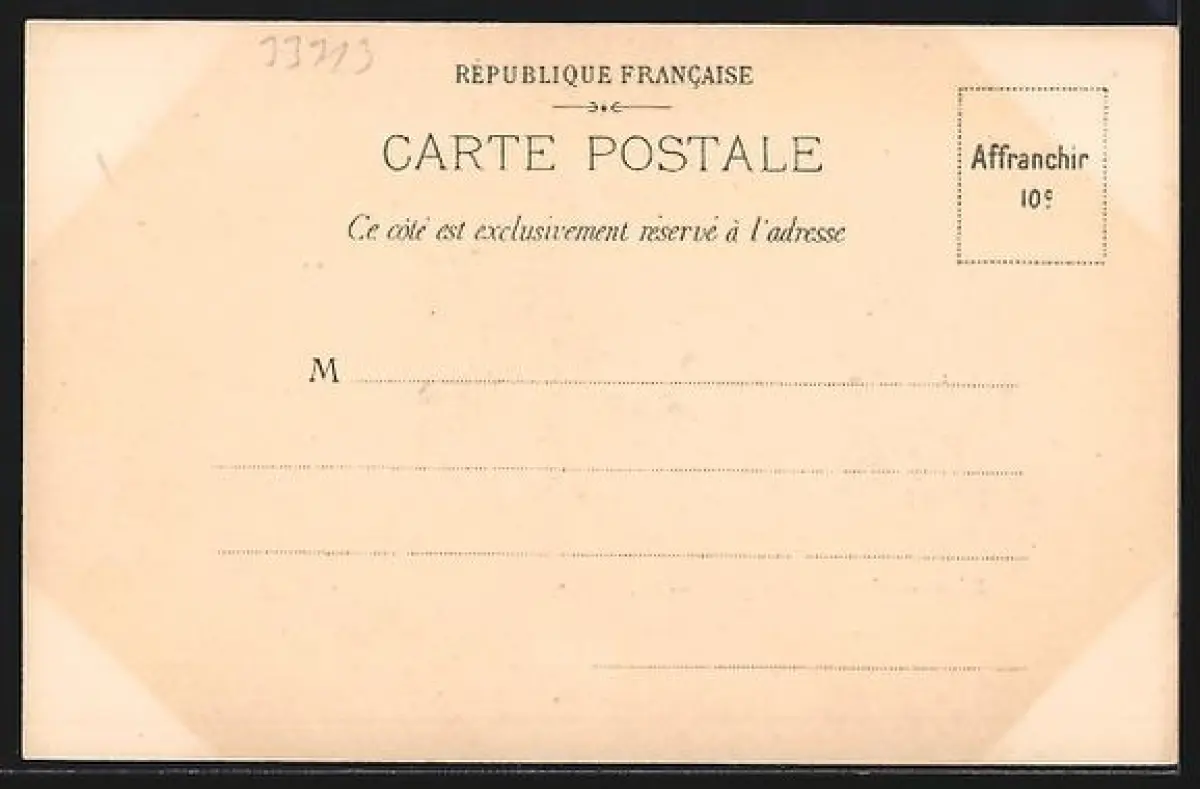 33713
RÉPUBLIQUE FRANÇAISE
CARTE POSTALE
Ce côté est exclusivement réservé à l'adresse
Affranchir
10c
M